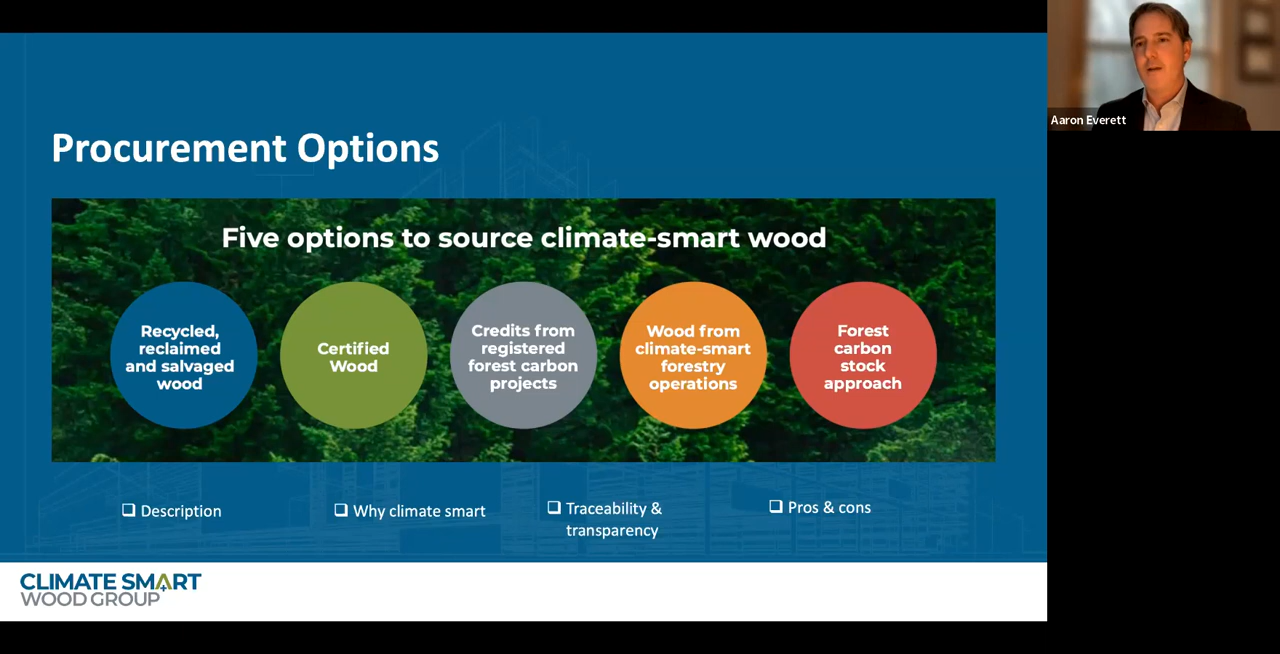 Aaron Everett
Procurement Options
Five options to source climate-smart wood
Recycled,
reclaimed
and salvaged
wood
Certified
Wood
Credits from
registered
forest carbon
projects
Wood from
climate-smart
forestry
operations
Forest
carbon
stock
approach
❑ Description
❑ Why climate smart
❑ Traceability &
transparency
❑ Pros & cons
CLIMATE SMART
WOOD GROUP